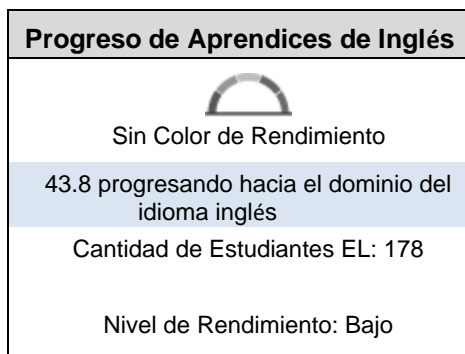 Progreso de Aprendices de Inglés
Sin Color de Rendimiento
43.8 progresando hacia el dominio del
idioma inglés
Cantidad de Estudiantes EL: 178
Nivel de Rendimiento: Bajo